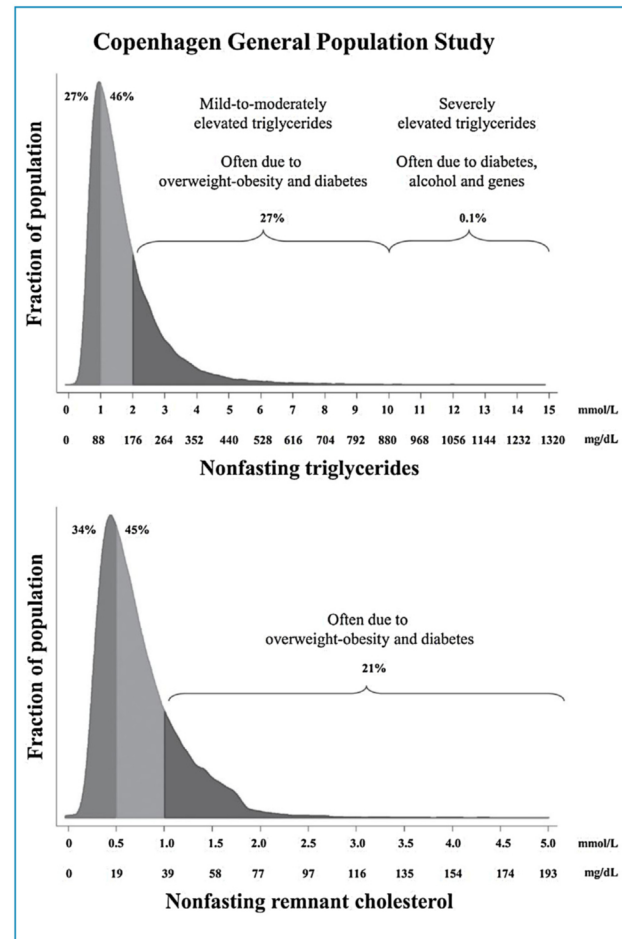 Copenhagen General Population Study
27%
46%
Mild-to-moderately
elevated triglycerides
Often due to
overweight-obesity and diabetes
27%
Severely
elevated triglycerides
Often due to diabetes,
alcohol and genes
0.1%
Fraction of population
0 1 2 3 4 5 6 7 8 9 10 11 12 13 14 15 mmol/L
0 88 176 264 352 440 528 616 704 792 880 968 1056 1144 1232 1320 mg/dL
Nonfasting triglycerides
34%
45%
Often due to
overweight-obesity and diabetes
21%
Fraction of population
0 0.5 1.0 1.5 2.0 2.5 3.0 3.5 4.0 4.5 5.0 mmol/L
0 19 39 58 77 97 116 135 154 174 193 mg/dL
Nonfasting remnant cholesterol